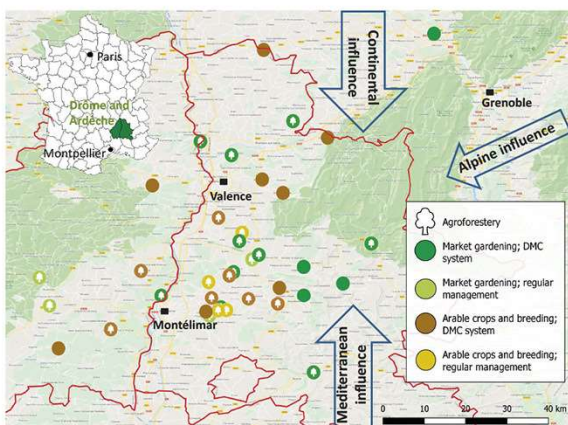 Paris
Drôme and
Ardèche
Montpellier
Continental
influence
Grenoble
Alpine influence
Valence
Montélimar
Mediterranean
influence
Agroforestery
Market gardening; DMC
system
Market gardening; regular
management
Arable crops and breeding;
DMC system
Arable crops and breeding;
regular management
0 10 20 30 40 km